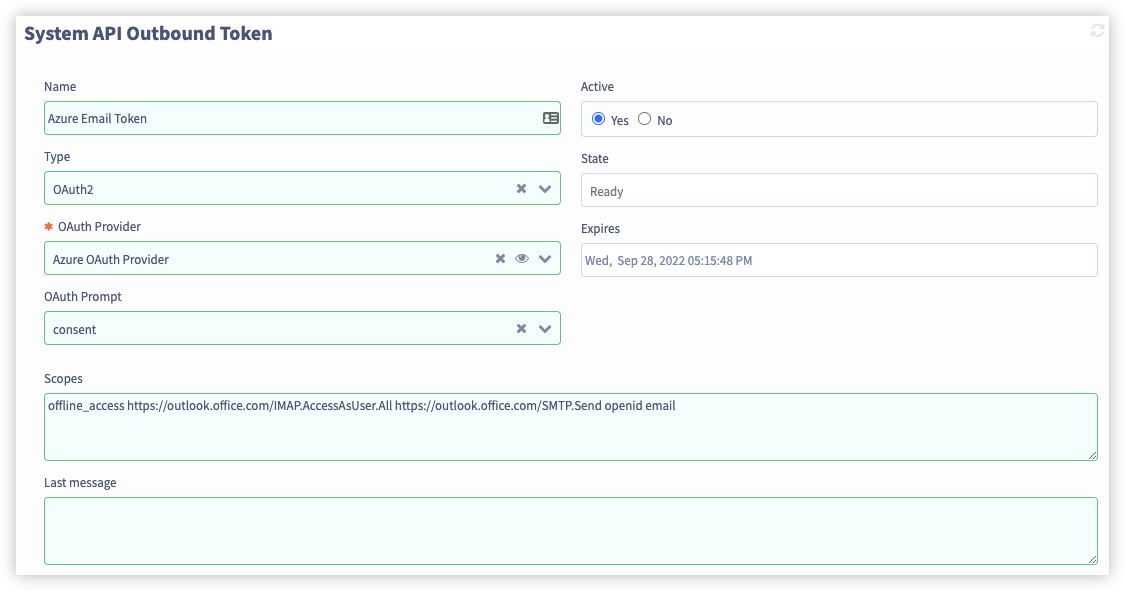 System API Outbound Token
Name
Azure Email Token
Active
Yes No
Type
OAuth2
State
Ready
✱ OAuth Provider
Azure OAuth Provider
Expires
Wed, Sep 28, 2022 05:15:48 PM
OAuth Prompt
consent
Scopes
offline_access https://outlook.office.com/IMAP.AccessAsUser.All https://outlook.office.com/SMTP.Send openid email
Last message